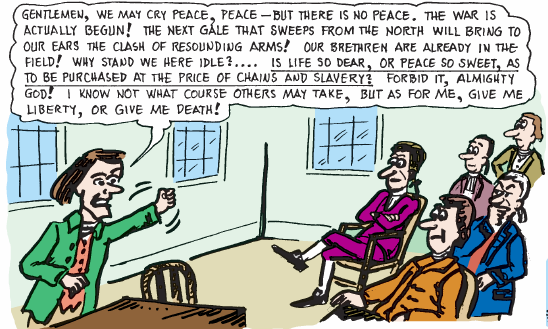 GENTLEMEN, WE MAY CRY PEACE, PEACE — BUT THERE IS NO PEACE. THE WAR IS
ACTUALLY BEGUN! THE NEXT GALE THAT SWEEPS FROM THE NORTH WILL BRING TO
OUR EARS THE CLASH OF RESOUNDING ARMS! OUR BRETHREN ARE ALREADY IN THE
FIELD! WHY STAND WE HERE IDLE?.... IS LIFE SO DEAR, OR PEACE SO SWEET, AS
TO BE PURCHASED AT THE PRICE OF CHAINS AND SLAVERY? FORBID IT, ALMIGHTY
GOD! I KNOW NOT WHAT COURSE OTHERS MAY TAKE, BUT AS FOR ME, GIVE ME
LIBERTY, OR GIVE ME DEATH!